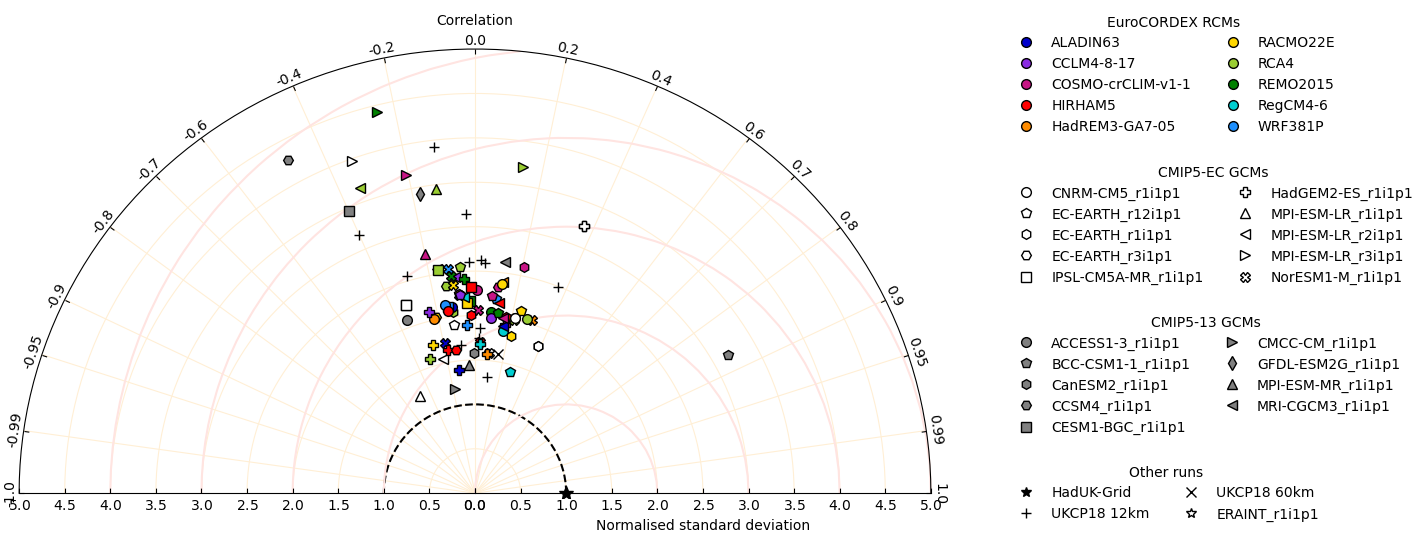 Correlation
0.0
-0.2
0.2
-0.4
0.4
-0.6
0.6
-0.7
0.7
-0.8
0.8
-0.9
0.9
-0.95
0.95
-0.99
0.99
-1.0
1.0
5.0 4.5 4.0 3.5 3.0 2.5 2.0 1.5 1.0 0.5 0.0 0.5 1.0 1.5 2.0 2.5 3.0 3.5 4.0 4.5 5.0
Normalised standard deviation
EuroCORDEX RCMs
ALADIN63
CCLM4-8-17
COSMO-crCLIM-v1-1
HIRHAM5
HadREM3-GA7-05
RACMO22E
RCA4
REMO2015
RegCM4-6
WRF381P
CMIP5-EC GCMs
CNRM-CM5_r1i1p1
EC-EARTH_r12i1p1
EC-EARTH_r1i1p1
EC-EARTH_r3i1p1
IPSL-CM5A-MR_r1i1p1
HadGEM2-ES_r1i1p1
MPI-ESM-LR_r1i1p1
MPI-ESM-LR_r2i1p1
MPI-ESM-LR_r3i1p1
NorESM1-M_r1i1p1
CMIP5-13 GCMs
ACCESS1-3_r1i1p1
BCC-CSM1-1_r1i1p1
CanESM2_r1i1p1
CCSM4_r1i1p1
CESM1-BGC_r1i1p1
CMCC-CM_r1i1p1
GFDL-ESM2G_r1i1p1
MPI-ESM-MR_r1i1p1
MRI-CGCM3_r1i1p1
Other runs
HadUK-Grid
UKCP18 12km
UKCP18 60km
ERAINT_r1i1p1